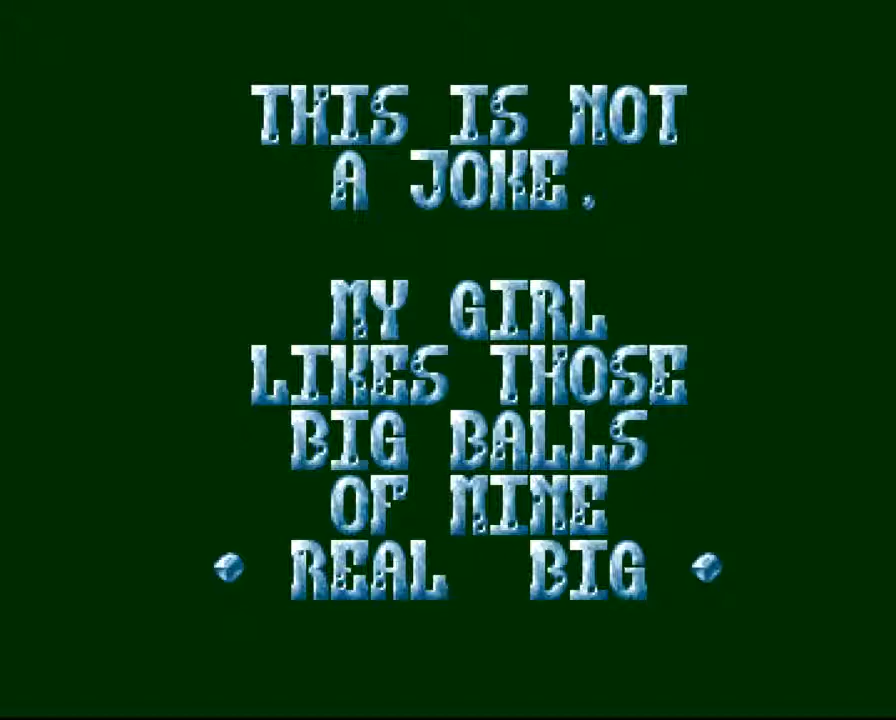 THIS IS NOT
A JOKE.
MY GIRL
LIKES THOSE
BIG BALLS
OF MINE
REAL BIG